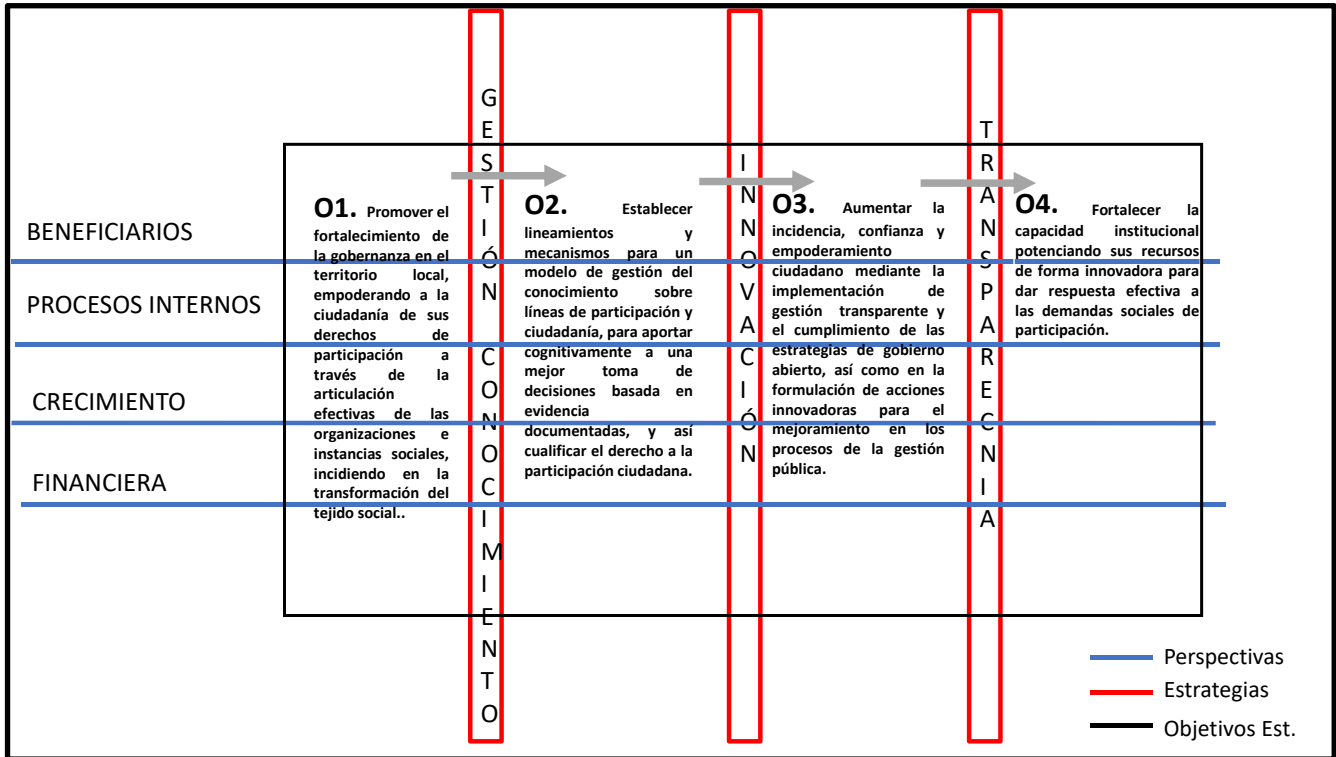 BENEFICIARIOS
PROCESOS INTERNOS
CRECIMIENTO
FINANCIERA
GESTIÓN CONOCIMIENTO
INNOVACIÓN
TRANSPARECNIA
O1. Promover el
fortalecimiento de
la gobernanza en el
territorio local,
empoderando a la
ciudadanía de sus
derechos de
participación a
través de la
articulación
efectivas de las
organizaciones e
instancias sociales,
incidiendo en la
transformación del
tejido social..
O2. Establecer
lineamientos y
mecanismos para un
modelo de gestión del
conocimiento sobre
líneas de participación y
ciudadanía, para aportar
cognitivamente a una
mejor toma de
decisiones basada en
evidencia
documentadas, y así
cualificar el derecho a la
participación ciudadana.
O3. Aumentar la
incidencia, confianza y
empoderamiento
ciudadano mediante la
implementación de
gestión transparente y
el cumplimiento de las
estrategias de gobierno
abierto, así como en la
formulación de acciones
innovadoras para el
mejoramiento en los
procesos de la gestión
pública.
O4. Fortalecer la
capacidad institucional
potenciando sus recursos
de forma innovadora para
dar respuesta efectiva a
las demandas sociales de
participación.
Perspectivas
Estrategias
Objetivos Est.